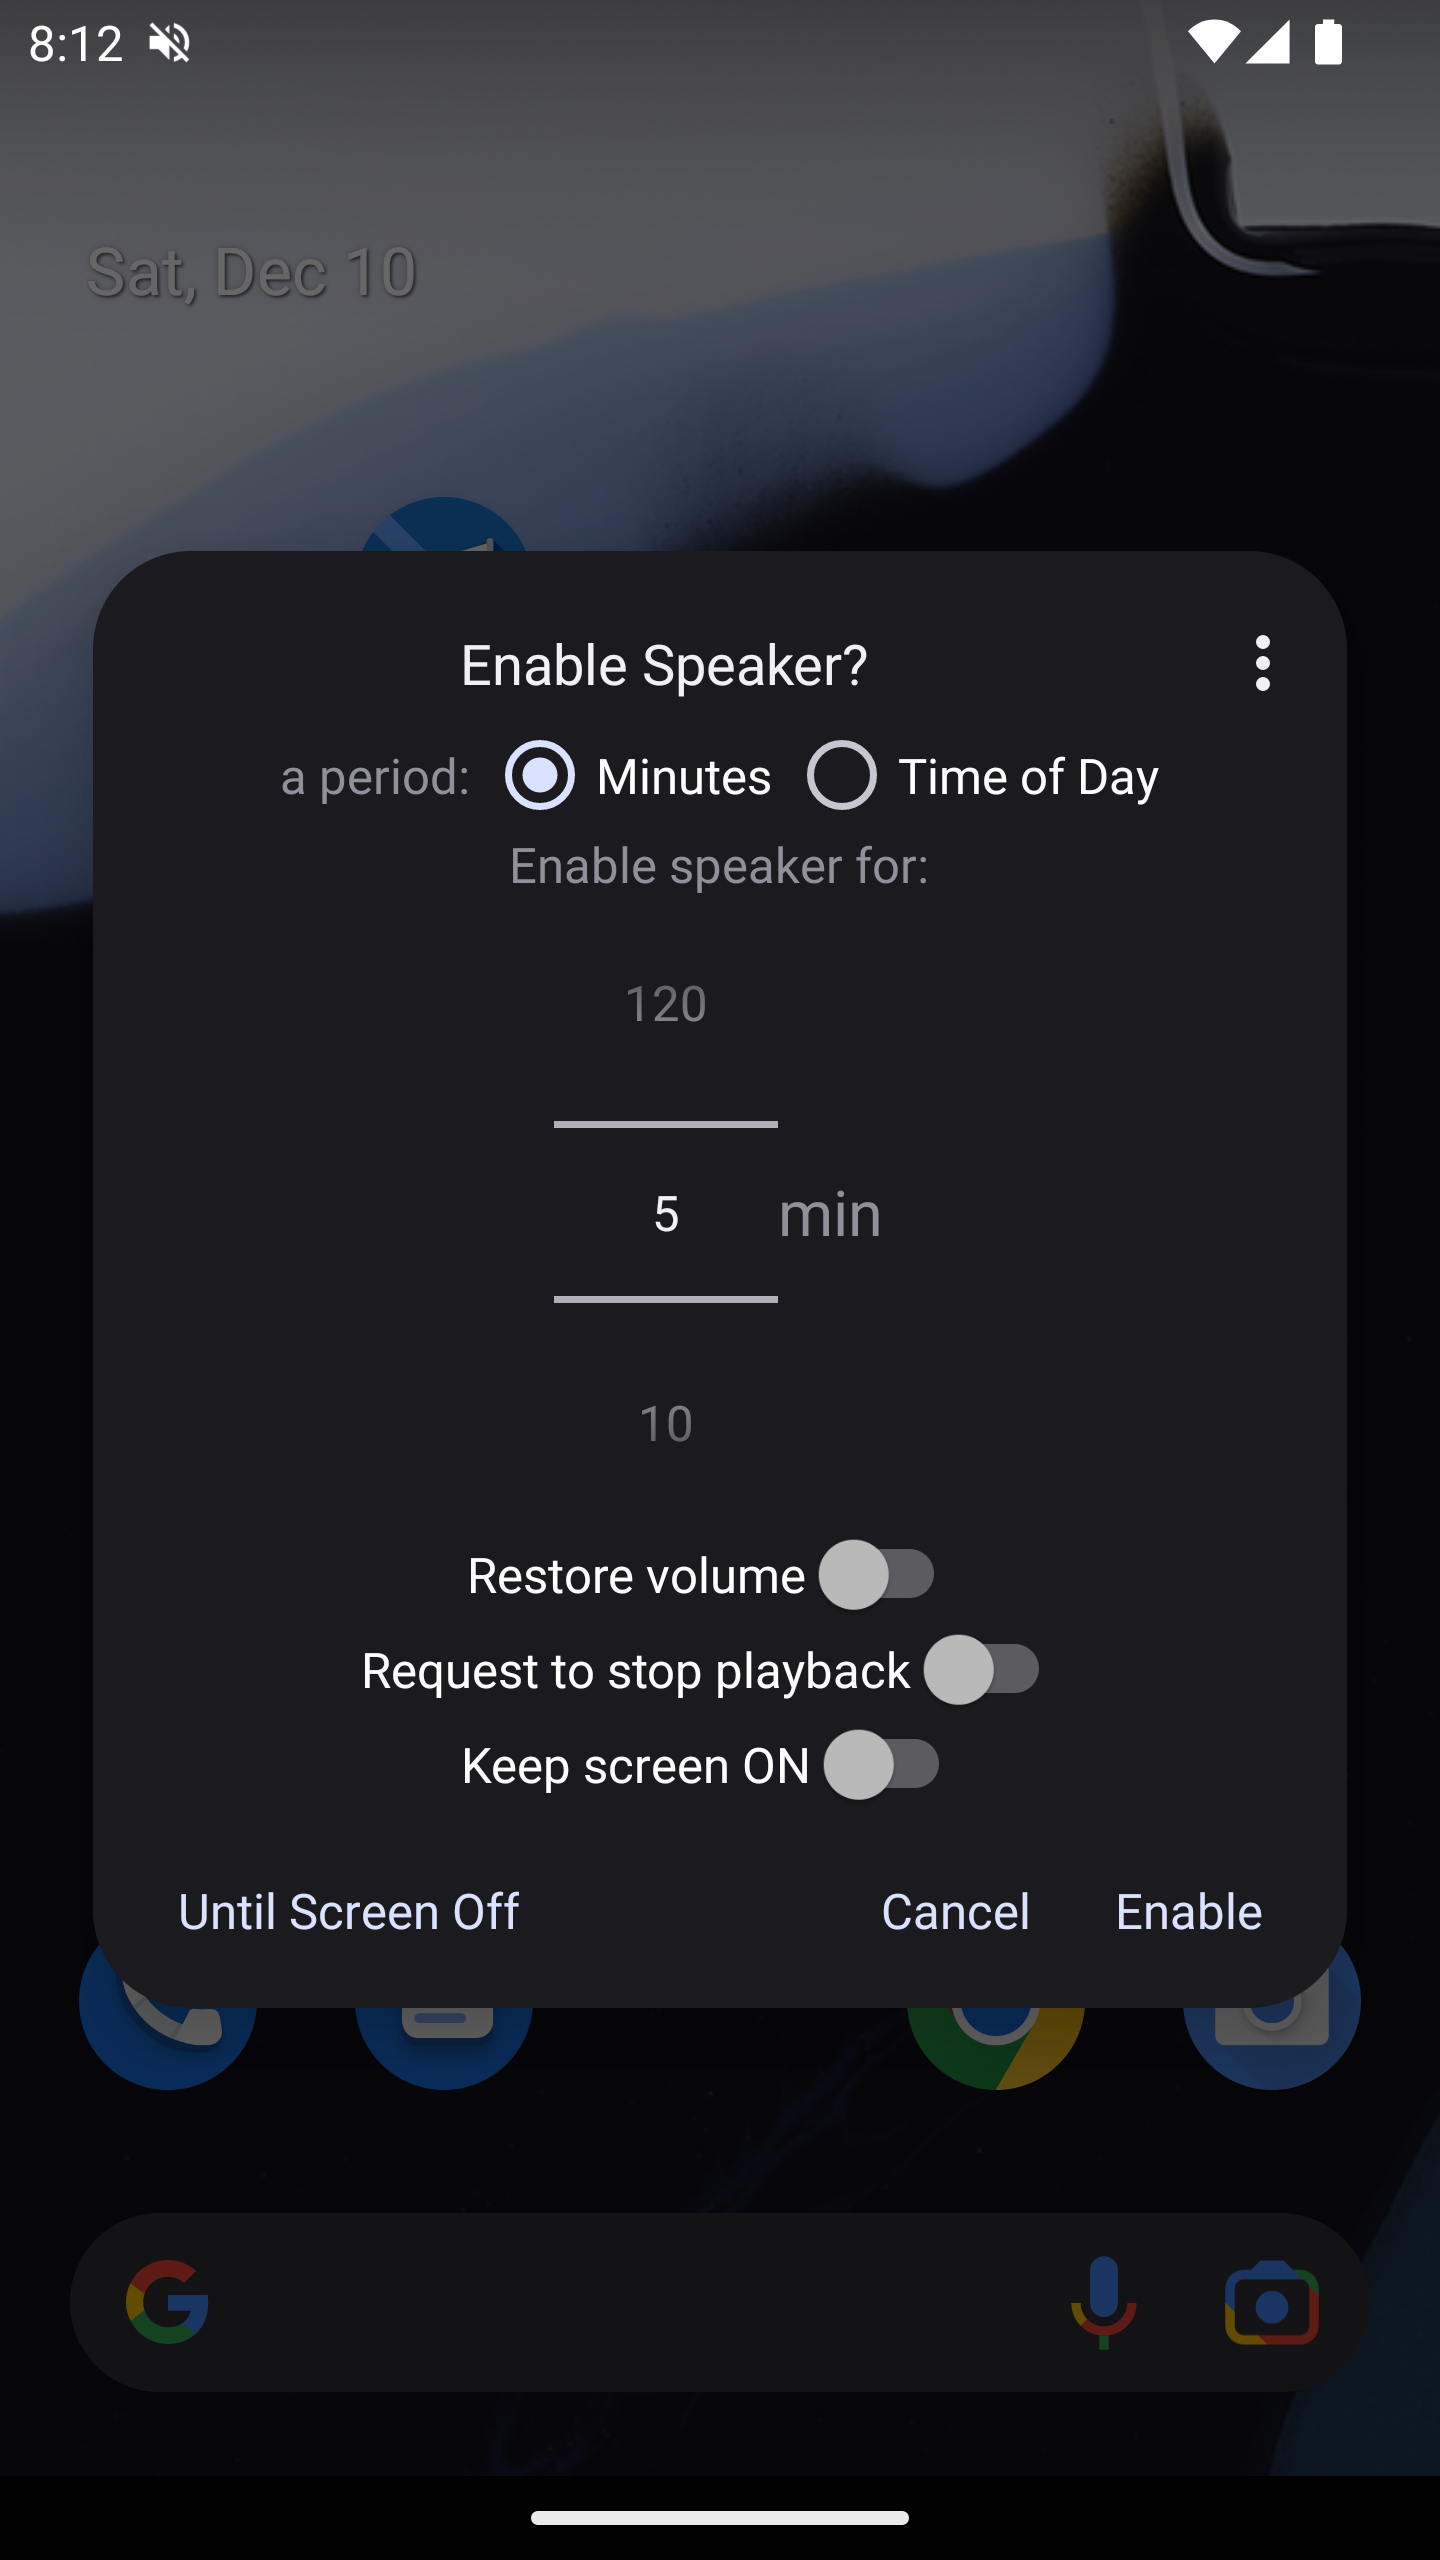 8:12
Sat, Dec 10
Enable Speaker?
a period: Minutes Time of Day
Enable speaker for:
120
5 min
10
Restore volume
Request to stop playback
Keep screen ON
Until Screen Off Cancel Enable